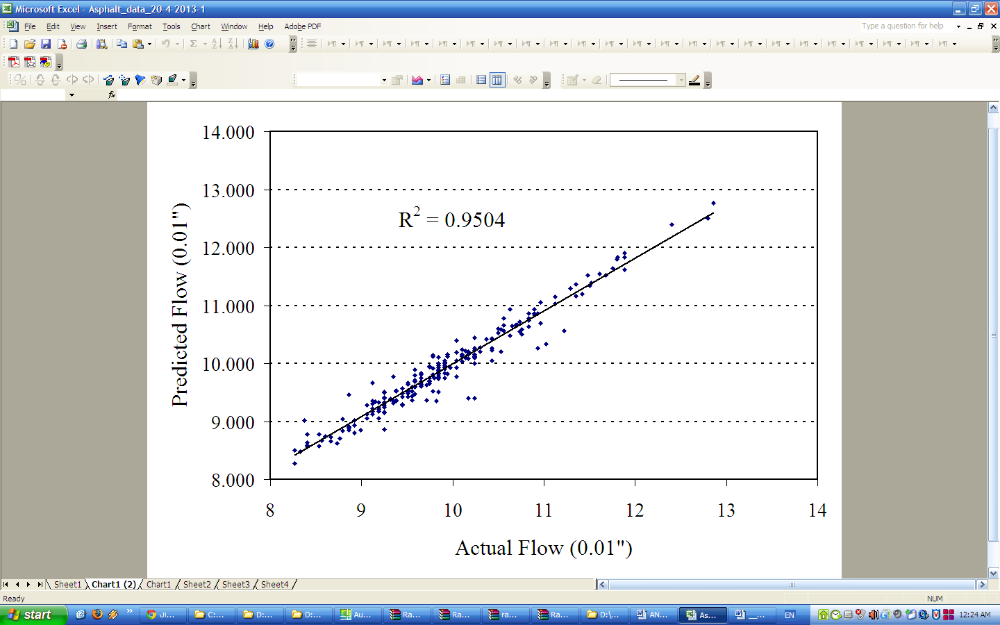 Microsoft Excel - Asphalt_data_20-4-2013-1
File Edit View Insert Format Tools Chart Window Help Adobe PDF
Type a question for help
fx
14.000
13.000
R² = 0.9504
12.000
11.000
10.000
9.000
8.000
Predicted Flow (0.01")
8 9 10 11 12 13 14
Actual Flow (0.01")
Sheet1 Chart1 (2) Chart1 Sheet2 Sheet3 Sheet4
Ready
NUM
start
C:... D:... D:... Au... Ra... Ra... ra... Ra... D:\... AN... As... __... EN 12:24 AM